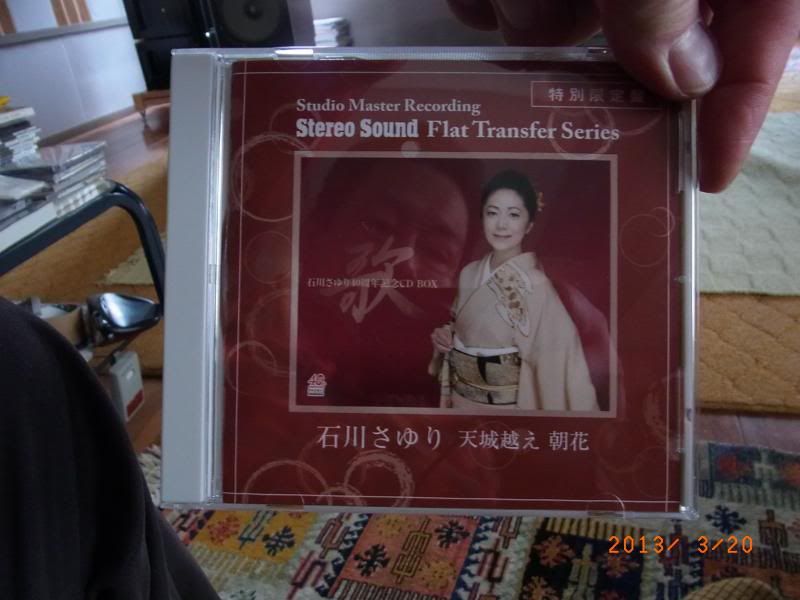 特別限定盤
Studio Master Recording
Stereo Sound Flat Transfer Series
歌
石川さゆり40周年記念CD BOX
石川さゆり 天城越え 朝花
2013/ 3/20